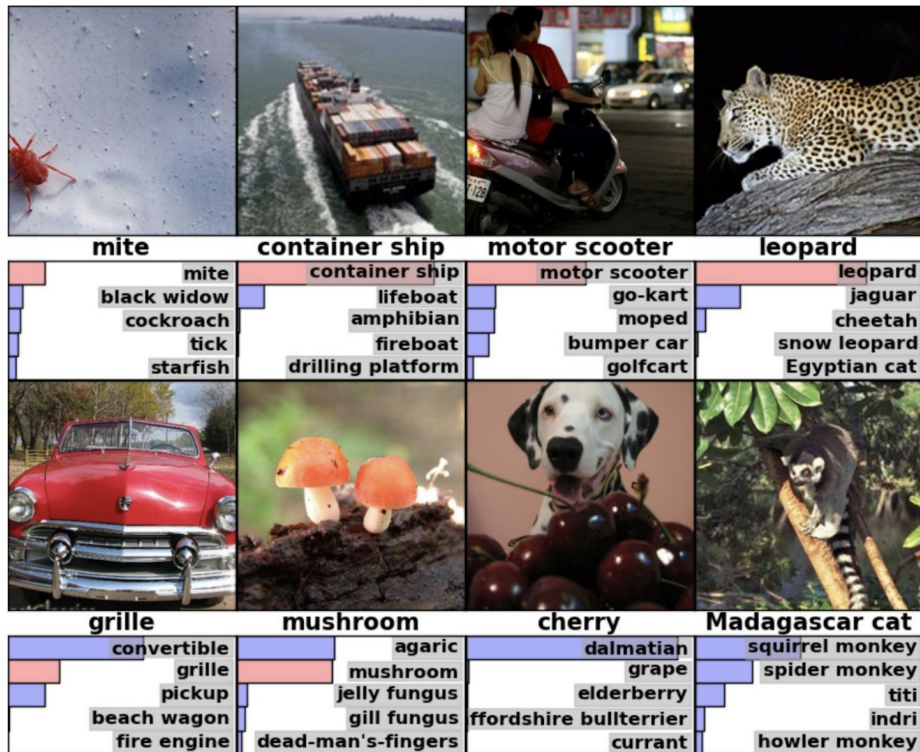 T-128
mite
container ship
motor scooter
leopard
mite
black widow
cockroach
tick
starfish
container ship
lifeboat
amphibian
fireboat
drilling platform
motor scooter
go-kart
moped
bumper car
golfcart
leopard
jaguar
cheetah
snow leopard
Egyptian cat
grille
mushroom
cherry
Madagascar cat
convertible
grille
pickup
beach wagon
fire engine
agaric
mushroom
jelly fungus
gill fungus
dead-man's-fingers
dalmatian
grape
elderberry
ffordshire bullterrier
currant
squirrel monkey
spider monkey
titi
indri
howler monkey